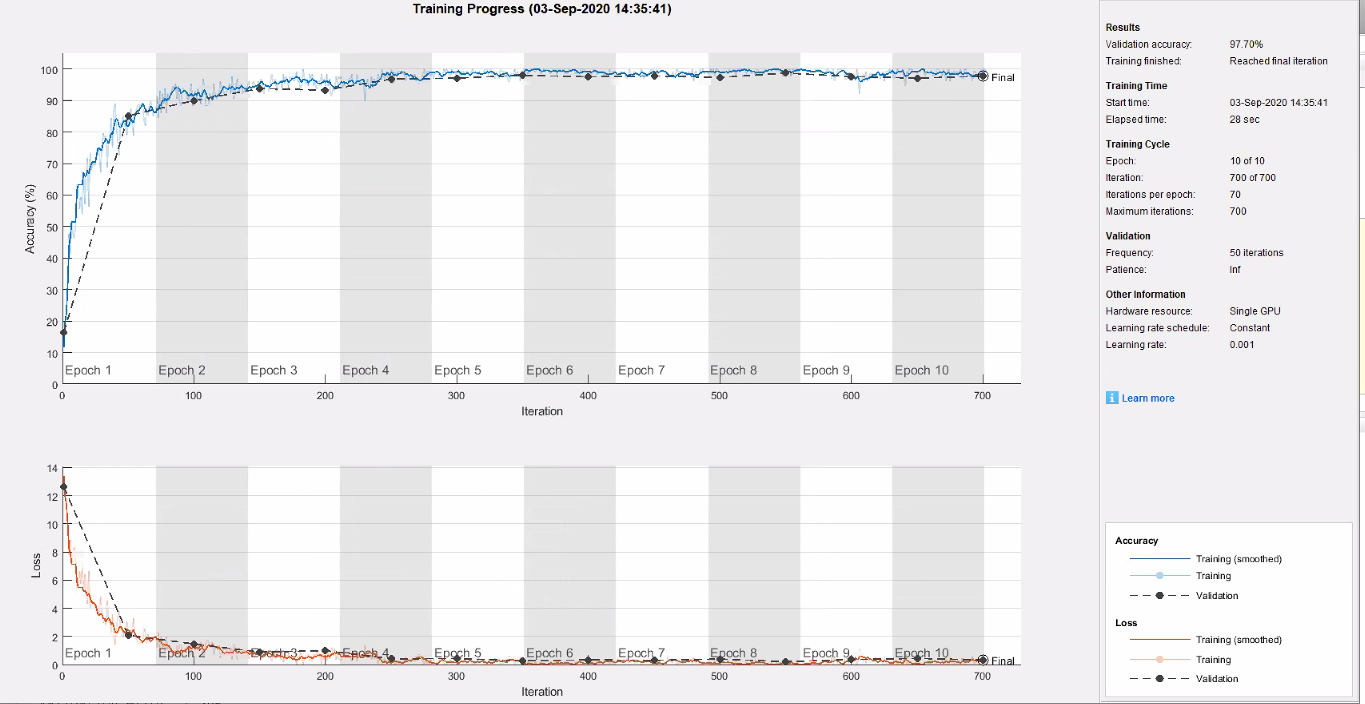 Training Progress (03-Sep-2020 14:35:41)
100
90
80
70
60
50
40
30
20
10
0
Accuracy (%)
Final
Epoch 1 Epoch 2 Epoch 3 Epoch 4 Epoch 5 Epoch 6 Epoch 7 Epoch 8 Epoch 9 Epoch 10
0 100 200 300 400 500 600 700
Iteration
14
12
10
8
6
4
2
0
Loss
Epoch 1 Epoch 2 Epoch 3 Epoch 4 Epoch 5 Epoch 6 Epoch 7 Epoch 8 Epoch 9 Epoch 10
Final
0 100 200 300 400 500 600 700
Iteration
Results
Validation accuracy: 97.70%
Training finished: Reached final iteration
Training Time
Start time: 03-Sep-2020 14:35:41
Elapsed time: 28 sec
Training Cycle
Epoch: 10 of 10
Iteration: 700 of 700
Iterations per epoch: 70
Maximum iterations: 700
Validation
Frequency: 50 iterations
Patience: Inf
Other Information
Hardware resource: Single GPU
Learning rate schedule: Constant
Learning rate: 0.001
i Learn more
Accuracy
Training (smoothed)
Training
Validation
Loss
Training (smoothed)
Training
Validation